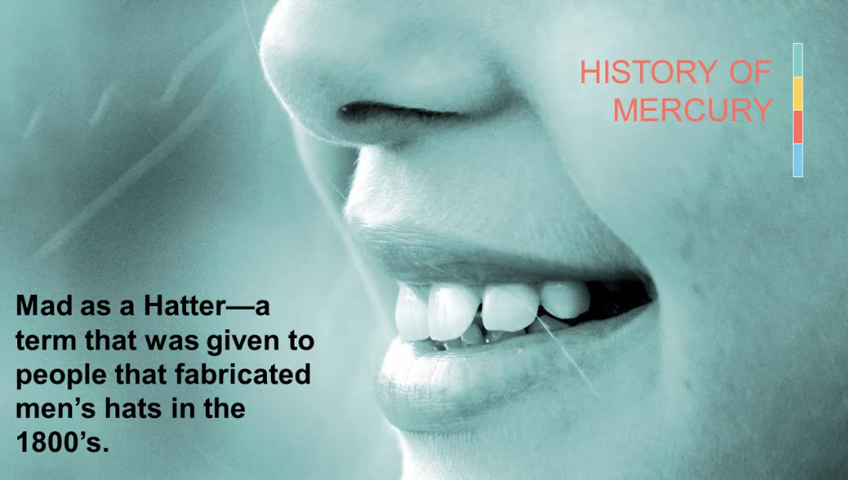 HISTORY OF
MERCURY
Mad as a Hatter—a
term that was given to
people that fabricated
men’s hats in the
1800’s.